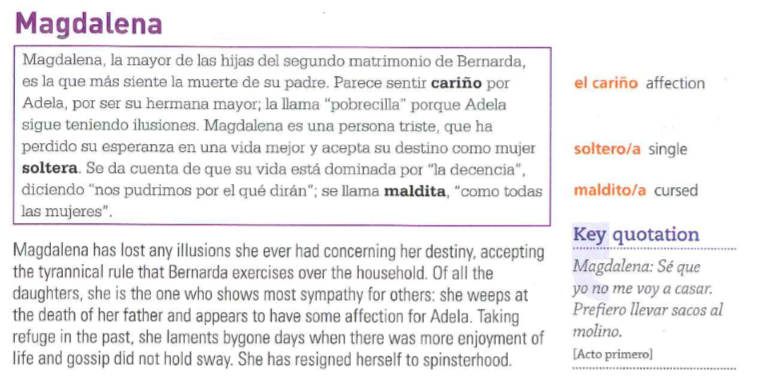 Magdalena
Magdalena, la mayor de las hijas del segundo matrimonio de Bernarda,
es la que más siente la muerte de su padre. Parece sentir cariño por
Adela, por ser su hermana mayor; la llama "pobrecilla" porque Adela
sigue teniendo ilusiones. Magdalena es una persona triste, que ha
perdido su esperanza en una vida mejor y acepta su destino como mujer
soltera. Se da cuenta de que su vida está dominada por "la decencia",
diciendo "nos pudrimos por el qué dirán"; se llama maldita, "como todas
las mujeres".
Magdalena has lost any illusions she ever had concerning her destiny, accepting
the tyrannical rule that Bernarda exercises over the household. Of all the
daughters, she is the one who shows most sympathy for others: she weeps at
the death of her father and appears to have some affection for Adela. Taking
refuge in the past, she laments bygone days when there was more enjoyment of
life and gossip did not hold sway. She has resigned herself to spinsterhood.
el cariño affection
soltero/a single
maldito/a cursed
Key quotation
Magdalena: Sé que
yo no me voy a casar.
Prefiero llevar sacos al
molino.
[Acto primero]